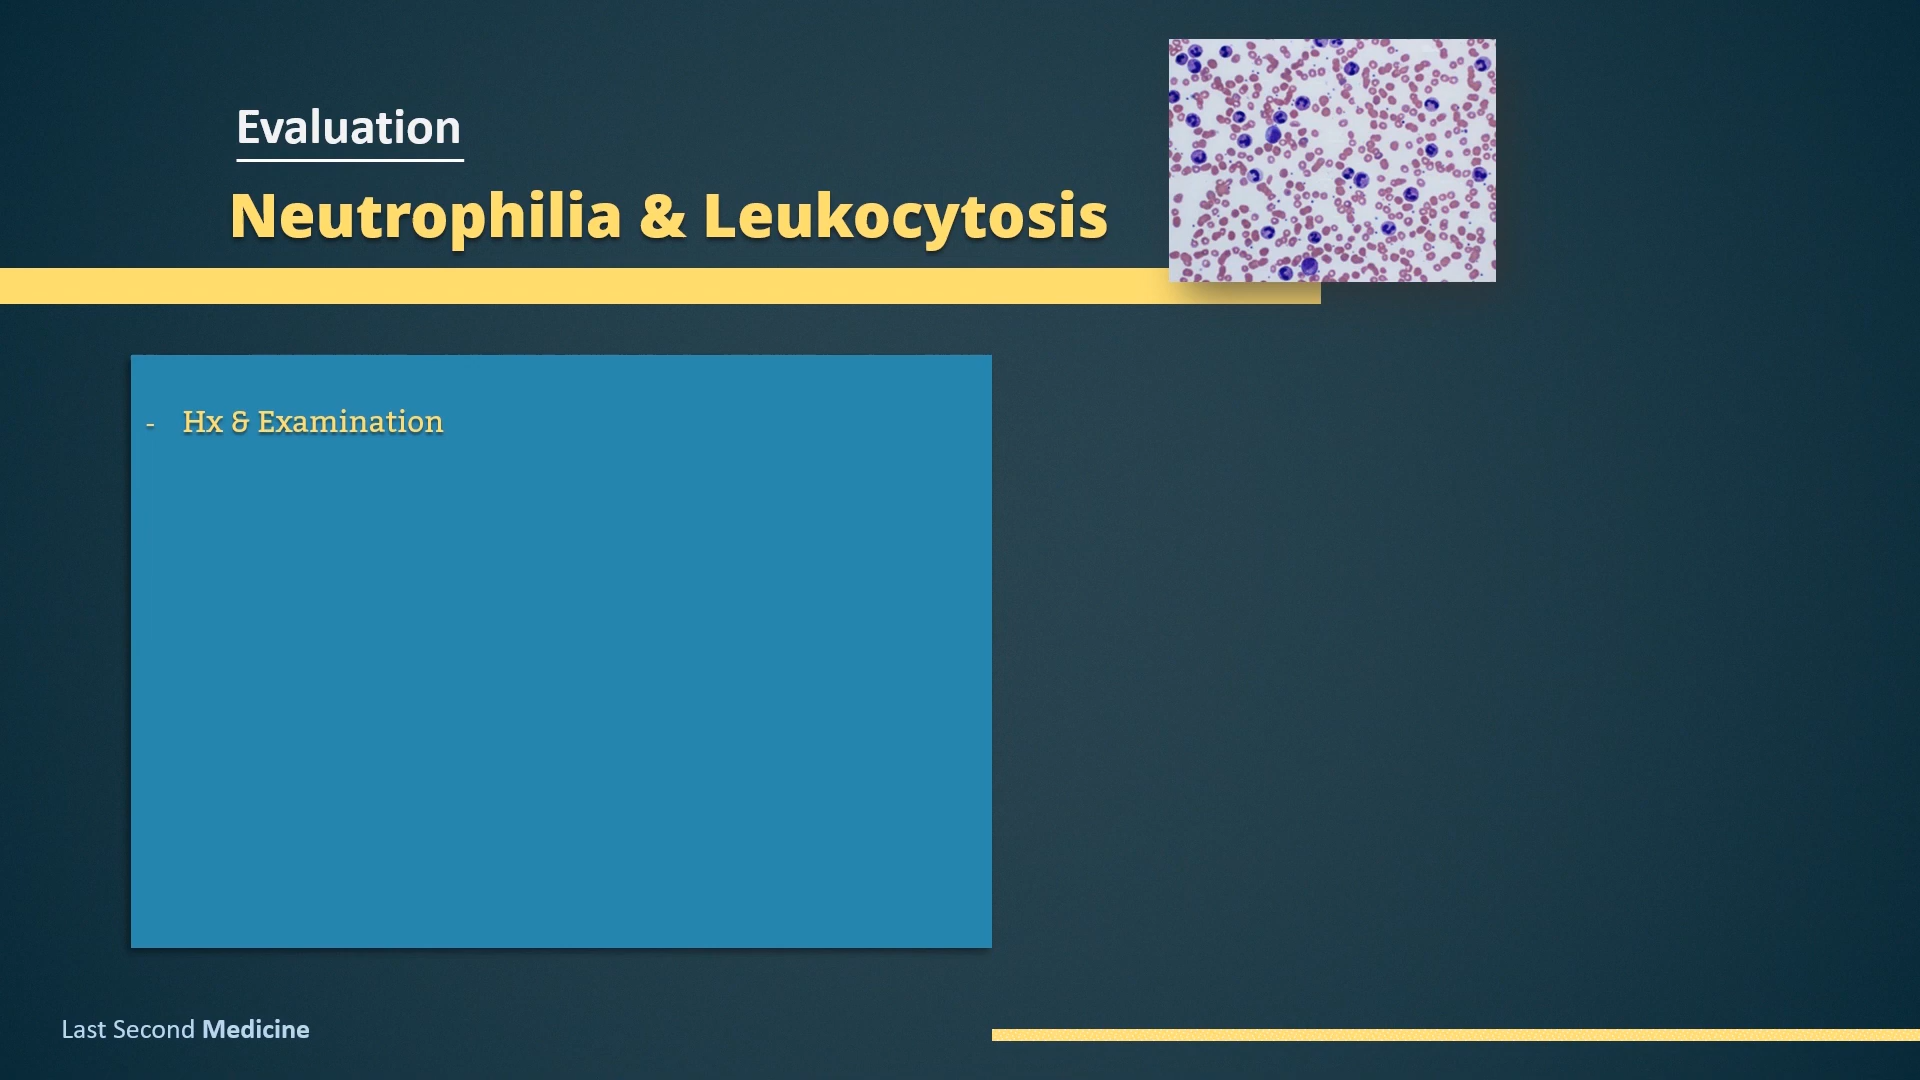 Evaluation
Neutrophilia & Leukocytosis
- Hx & Examination
Last Second Medicine